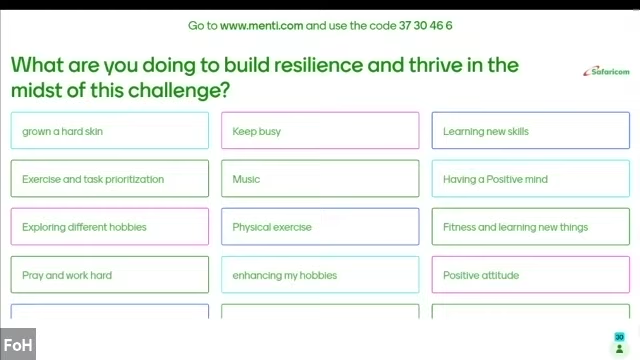 Go to www.menti.com and use the code 37 30 46 6
What are you doing to build resilience and thrive in the
midst of this challenge?
Safaricom
grown a hard skin
Keep busy
Learning new skills
Exercise and task prioritization
Music
Having a Positive mind
Exploring different hobbies
Physical exercise
Fitness and learning new things
Pray and work hard
enhancing my hobbies
Positive attitude
FoH
30